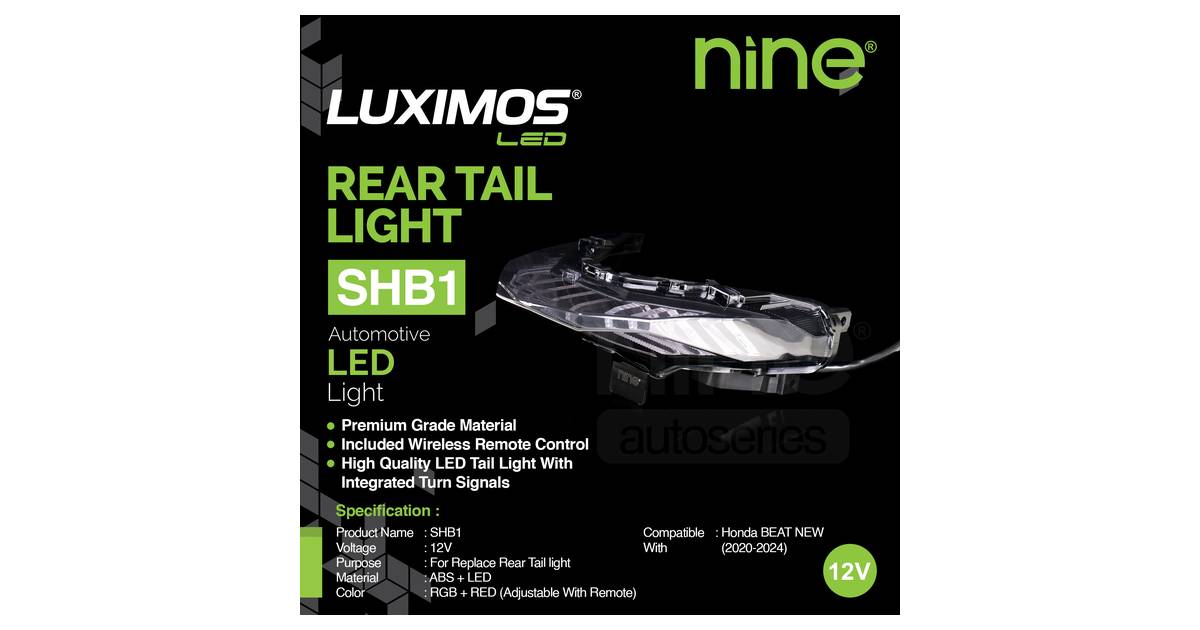 nine®
LUXIMOS®
LED
REAR TAIL
LIGHT
SHB1
Automotive
LED
Light
nine
nine®
autoseries
• Premium Grade Material
• Included Wireless Remote Control
• High Quality LED Tail Light With
Integrated Turn Signals
Specification :
Product Name : SHB1
Voltage : 12V
Purpose : For Replace Rear Tail light
Material : ABS + LED
Color : RGB + RED (Adjustable With Remote)
Compatible : Honda BEAT NEW
With (2020-2024)
12V